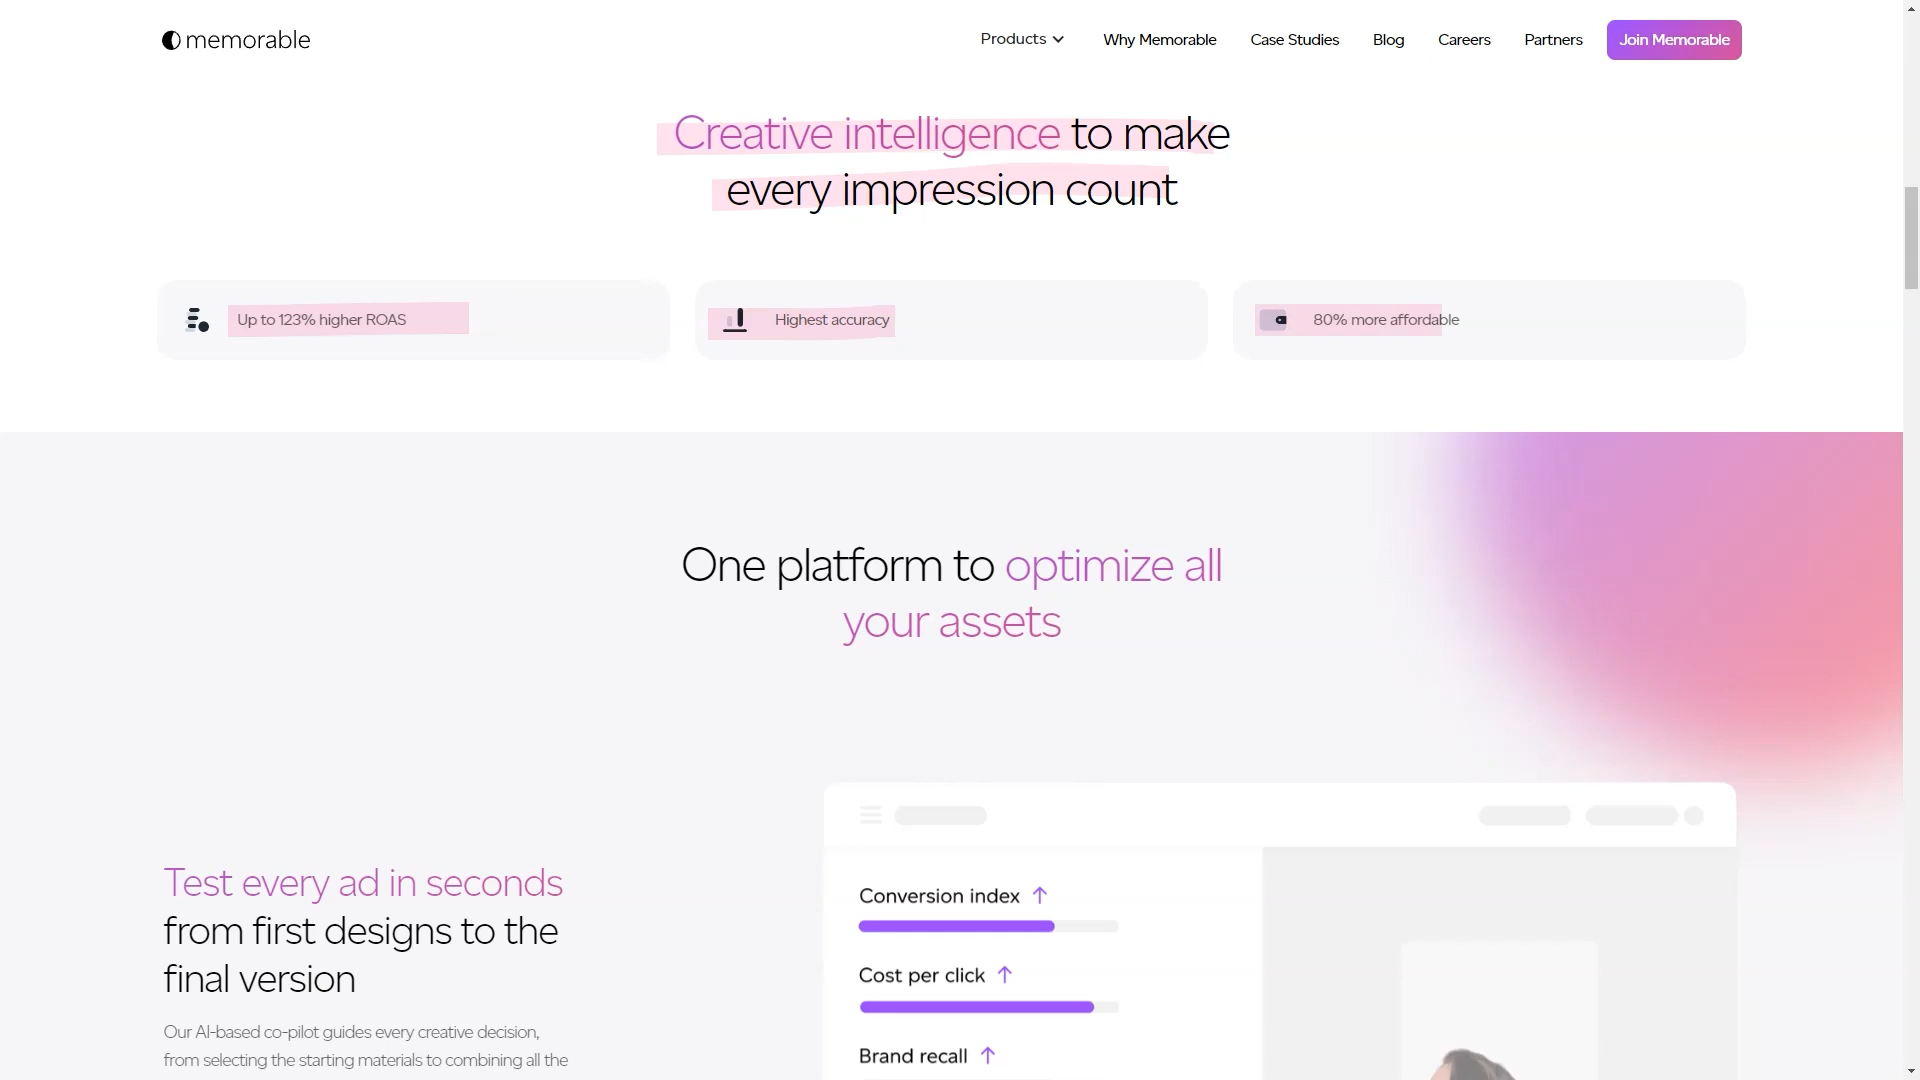 memorable
Products
Why Memorable
Case Studies
Blog
Careers
Partners
Join Memorable
Creative intelligence to make
every impression count
Up to 123% higher ROAS
Highest accuracy
80% more affordable
One platform to optimize all
your assets
Test every ad in seconds
from first designs to the
final version
Our AI-based co-pilot guides every creative decision,
from selecting the starting materials to combining all the
Conversion index ↑
Cost per click ↑
Brand recall ↑